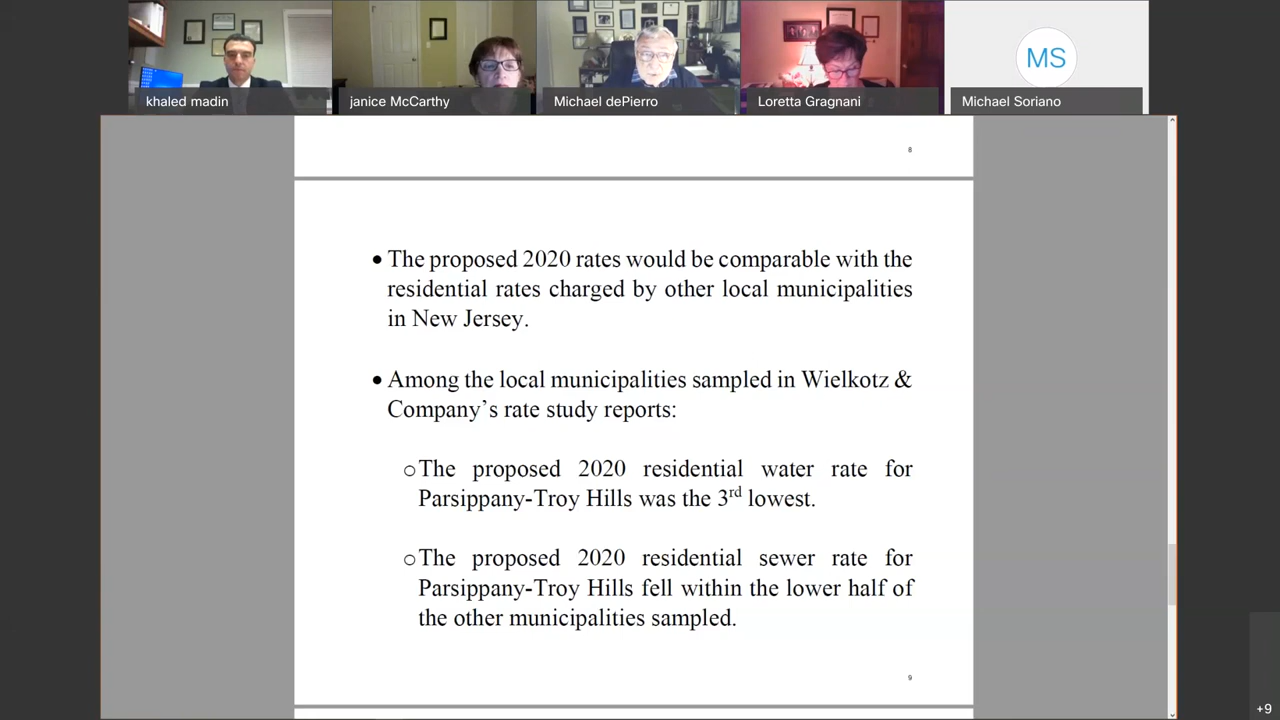 MS
khaled madin
janice McCarthy
Michael dePierro
Loretta Gragnani
Michael Soriano
8
• The proposed 2020 rates would be comparable with the
residential rates charged by other local municipalities
in New Jersey.
• Among the local municipalities sampled in Wielkotz &
Company’s rate study reports:
○ The proposed 2020 residential water rate for
Parsippany-Troy Hills was the 3rd lowest.
○ The proposed 2020 residential sewer rate for
Parsippany-Troy Hills fell within the lower half of
the other municipalities sampled.
9
+9